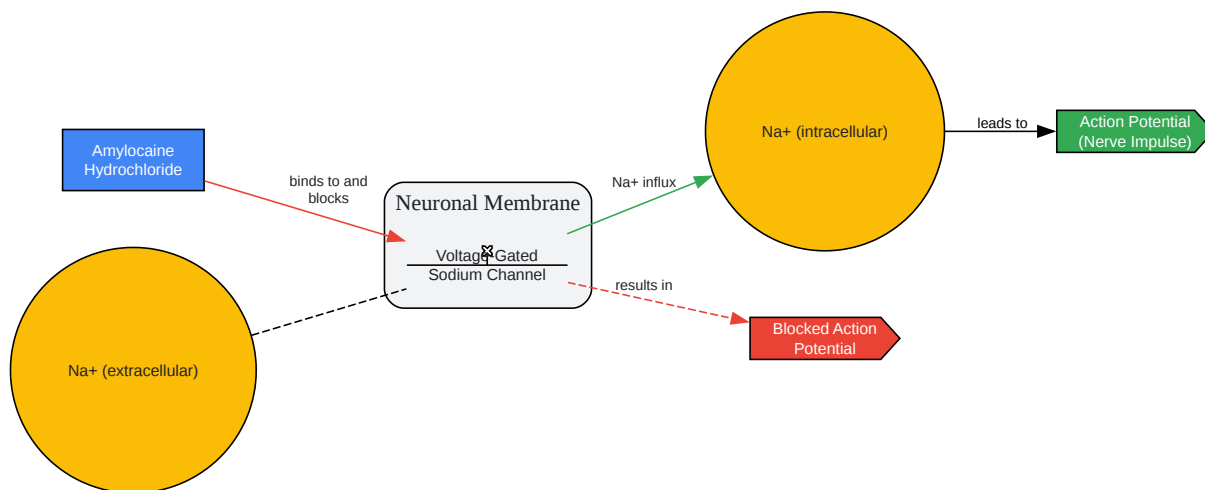 Amylocaine
Hydrochloride
binds to and
blocks
Neuronal Membrane
Voltage-Gated
Sodium Channel
Na+ (extracellular)
Na+ influx
Na+ (intracellular)
leads to
Action Potential
(Nerve Impulse)
results in
Blocked Action
Potential